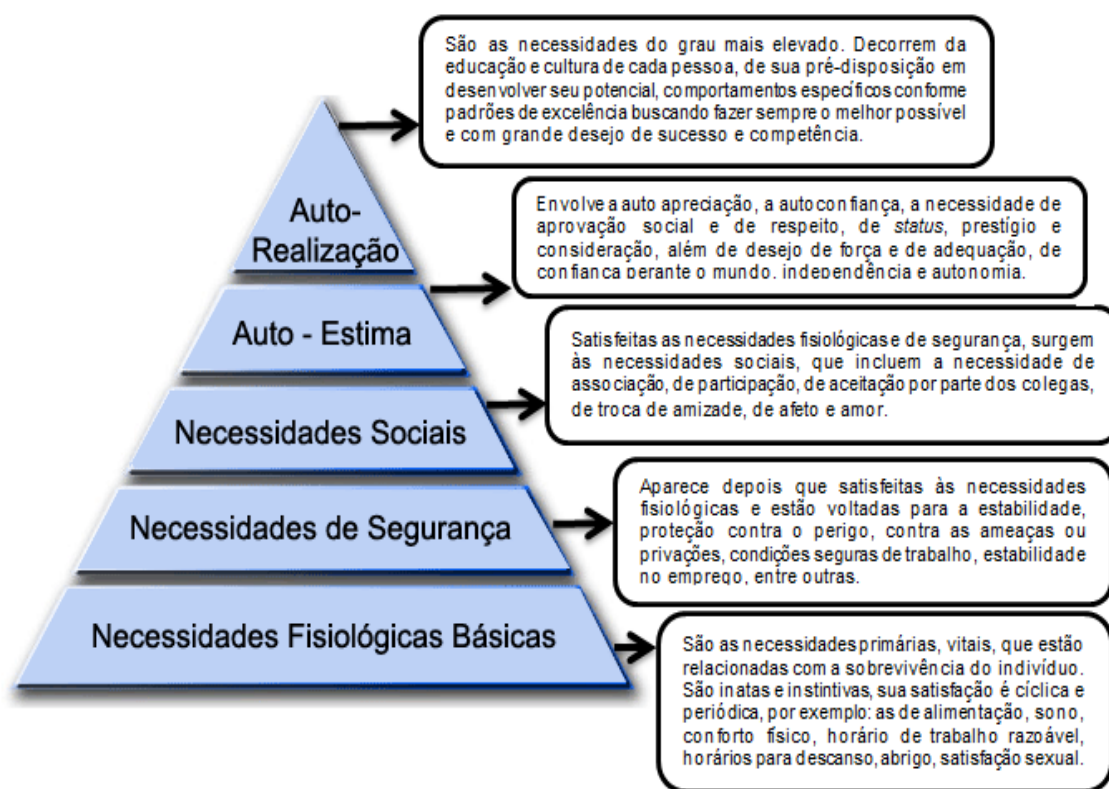 São as necessidades do grau mais elevado. Decorrem da
educação e cultura de cada pessoa, de sua pré-disposição em
desenvolver seu potencial, comportamentos específicos conforme
padrões de excelência buscando fazer sempre o melhor possível
e com grande desejo de sucesso e competência.
Auto-
Realização
Envolve a auto apreciação, a autoconfiança, a necessidade de
aprovação social e de respeito, de status, prestígio e
consideração, além de desejo de força e de adequação, de
confiança perante o mundo, independência e autonomia.
Auto - Estima
Satisfeitas as necessidades fisiológicas e de segurança, surgem
às necessidades sociais, que incluem a necessidade de
associação, de participação, de aceitação por parte dos colegas,
de troca de amizade, de afeto e amor.
Necessidades Sociais
Aparece depois que satisfeitas às necessidades
fisiológicas e estão voltadas para a estabilidade,
proteção contra o perigo, contra as ameaças ou
privações, condições seguras de trabalho, estabilidade
no emprego, entre outras.
Necessidades de Segurança
São as necessidades primárias, vitais, que estão
relacionadas com a sobrevivência do indivíduo.
São inatas e instintivas, sua satisfação é cíclica e
periódica, por exemplo: as de alimentação, sono,
conforto físico, horário de trabalho razoável,
horários para descanso, abrigo, satisfação sexual.
Necessidades Fisiológicas Básicas